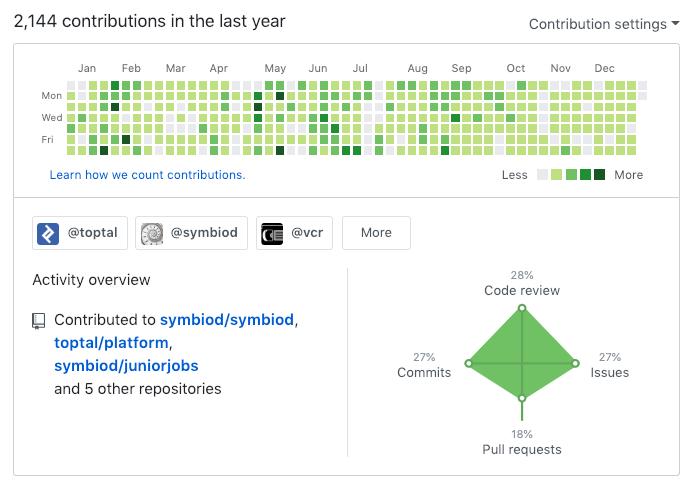 2,144 contributions in the last year
Contribution settings
Jan Feb Mar Apr May Jun Jul Aug Sep Oct Nov Dec
Mon
Wed
Fri
Learn how we count contributions.
Less More
@toptal @symbiod @vcr More
Activity overview
Contributed to symbiod/symbiod,
toptal/platform,
symbiod/juniorjobs
and 5 other repositories
28%
Code review
27%
Commits
27%
Issues
18%
Pull requests